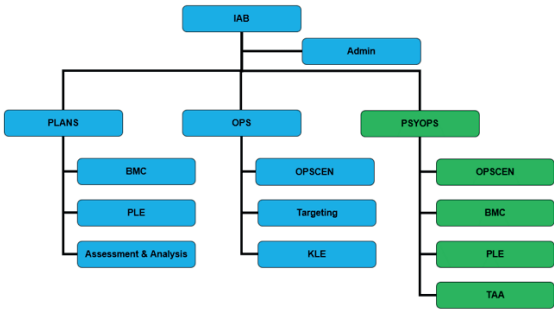 IAB
Admin
PLANS
OPS
PSYOPS
BMC
OPSCEN
OPSCEN
PLE
Targeting
BMC
Assessment & Analysis
KLE
PLE
TAA